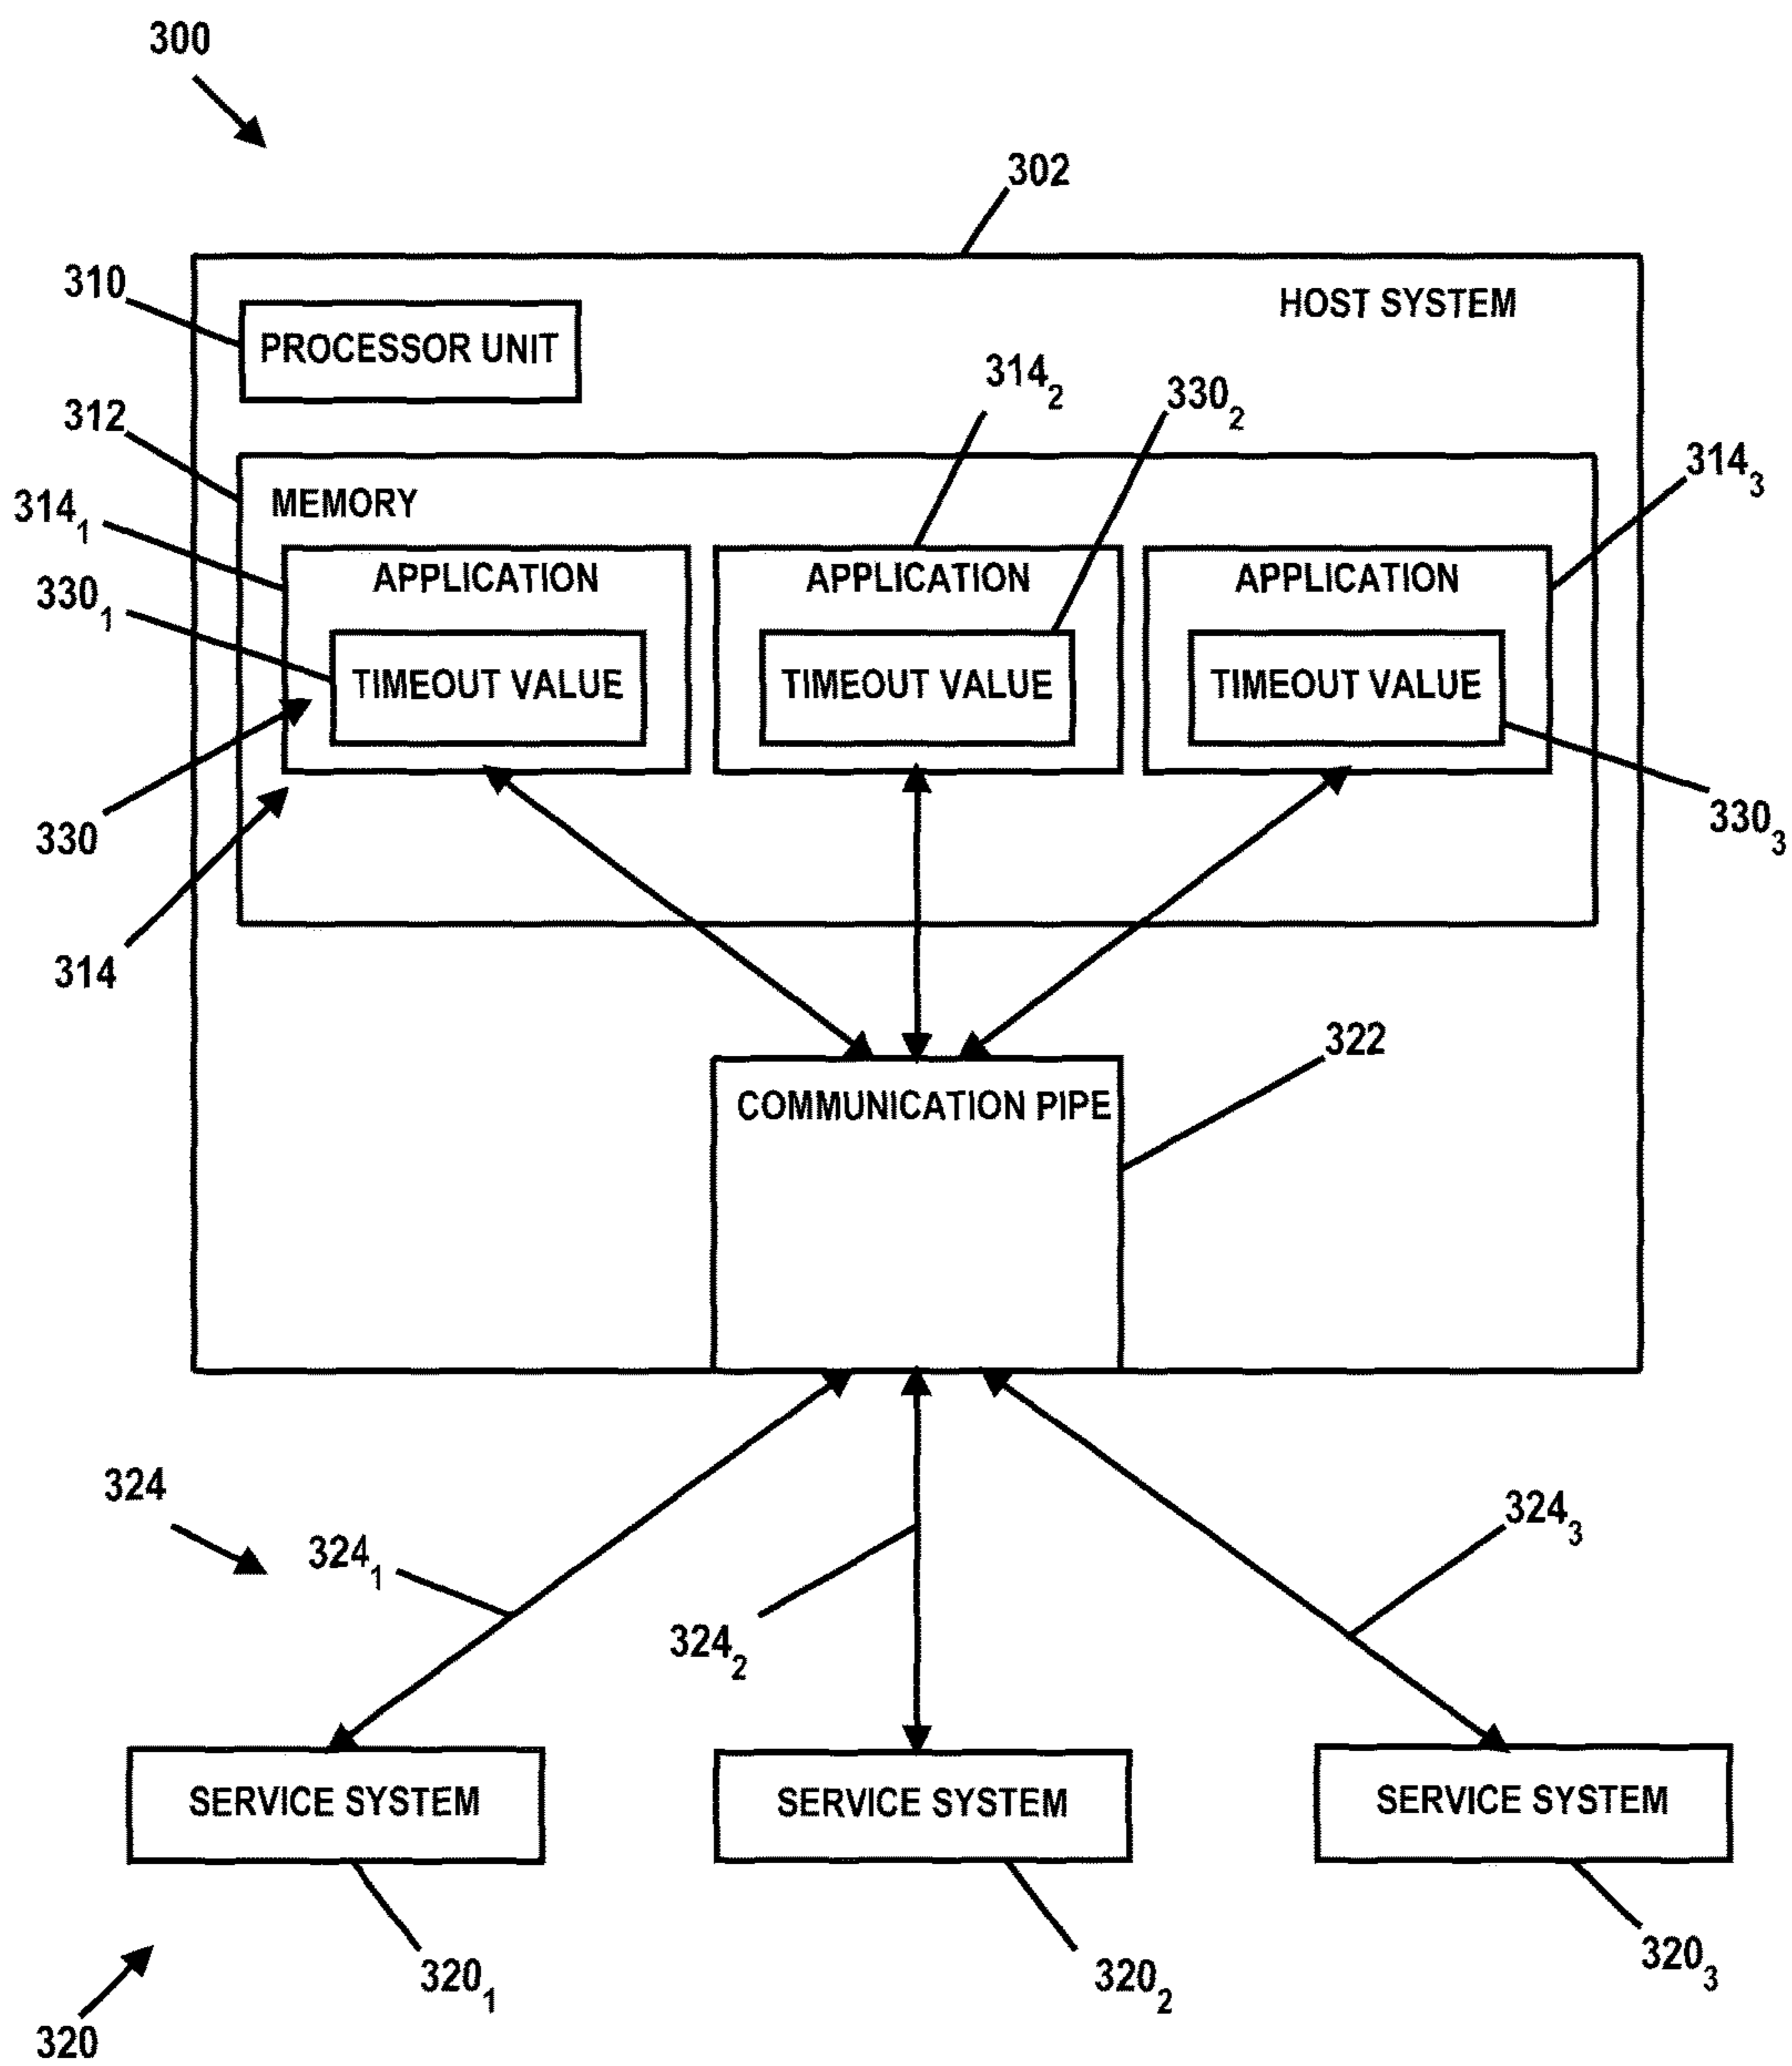 300
302
310
PROCESSOR UNIT
HOST SYSTEM
314₂
330₂
312
314₁
MEMORY
314₃
APPLICATION
APPLICATION
APPLICATION
330₁
TIMEOUT VALUE
TIMEOUT VALUE
TIMEOUT VALUE
330
330₃
314
322
COMMUNICATION PIPE
324
324₁
324₂
324₃
SERVICE SYSTEM
SERVICE SYSTEM
SERVICE SYSTEM
320₁
320₂
320₃
320